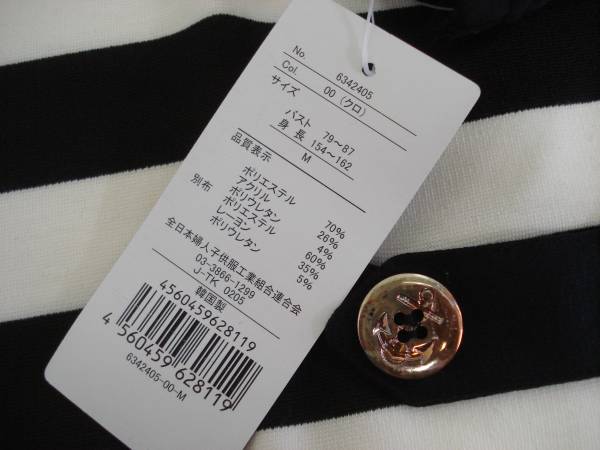 No. 6342405
Col. 00 (クロ)
サイズ
バスト 79〜87
身長 154〜162
M
品質表示
ポリエステル 70%
アクリル 26%
ポリウレタン 4%
別布 ポリエステル 60%
レーヨン 35%
ポリウレタン 5%
全日本婦人子供服工業組合連合会
03-3866-1299
J-TK 0205
韓国製
4560459628119
4 560459 628119
6342405-00-M